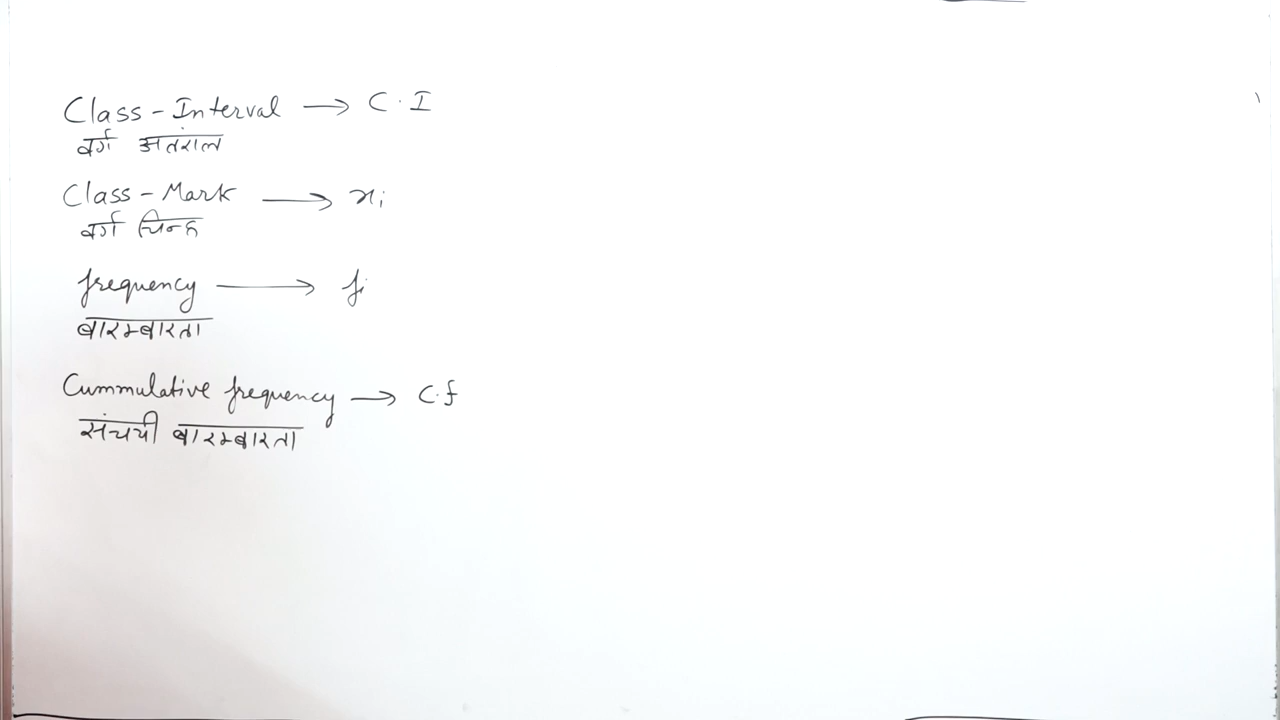 Class - Interval → C.I
वर्ग अंतराल
Class - Mark → xi
वर्ग चिन्ह
frequency → fi
बारम्बारता
Cummulative frequency → C.f
संचयी बारम्बारता